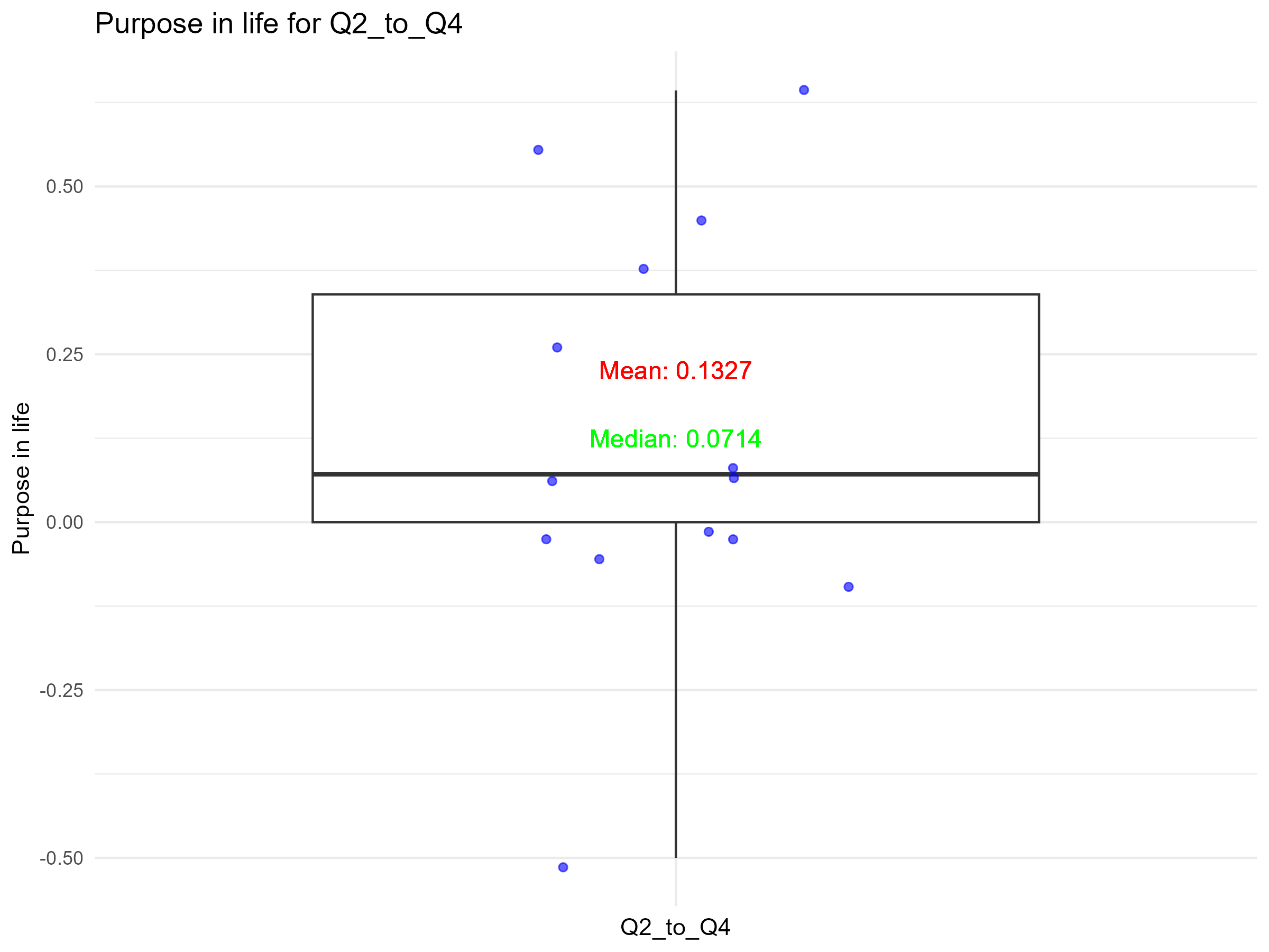 Purpose in life for Q2_to_Q4
Purpose in life
0.50
0.25
0.00
-0.25
-0.50
Mean: 0.1327
Median: 0.0714
Q2_to_Q4